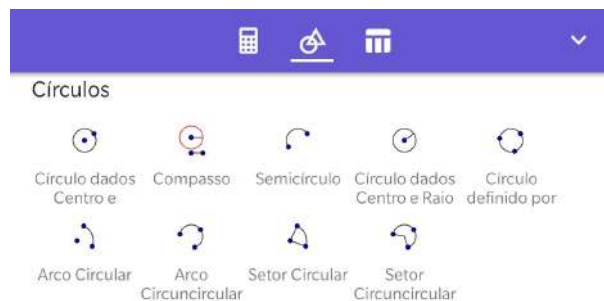 Círculos
Círculo dados
Centro e
Compasso
Semicírculo
Círculo dados
Centro e Raio
Círculo
definido por
Arco Circular
Arco
Circuncircular
Setor Circular
Setor
Circuncircular